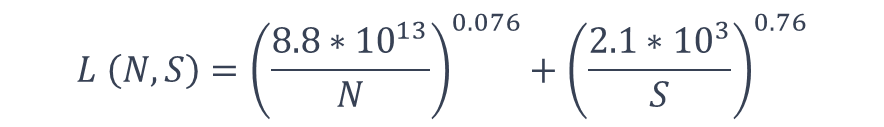 L (N, S) = (8.8 * 10^13 / N)^0.076 + (2.1 * 10^3 / S)^0.76